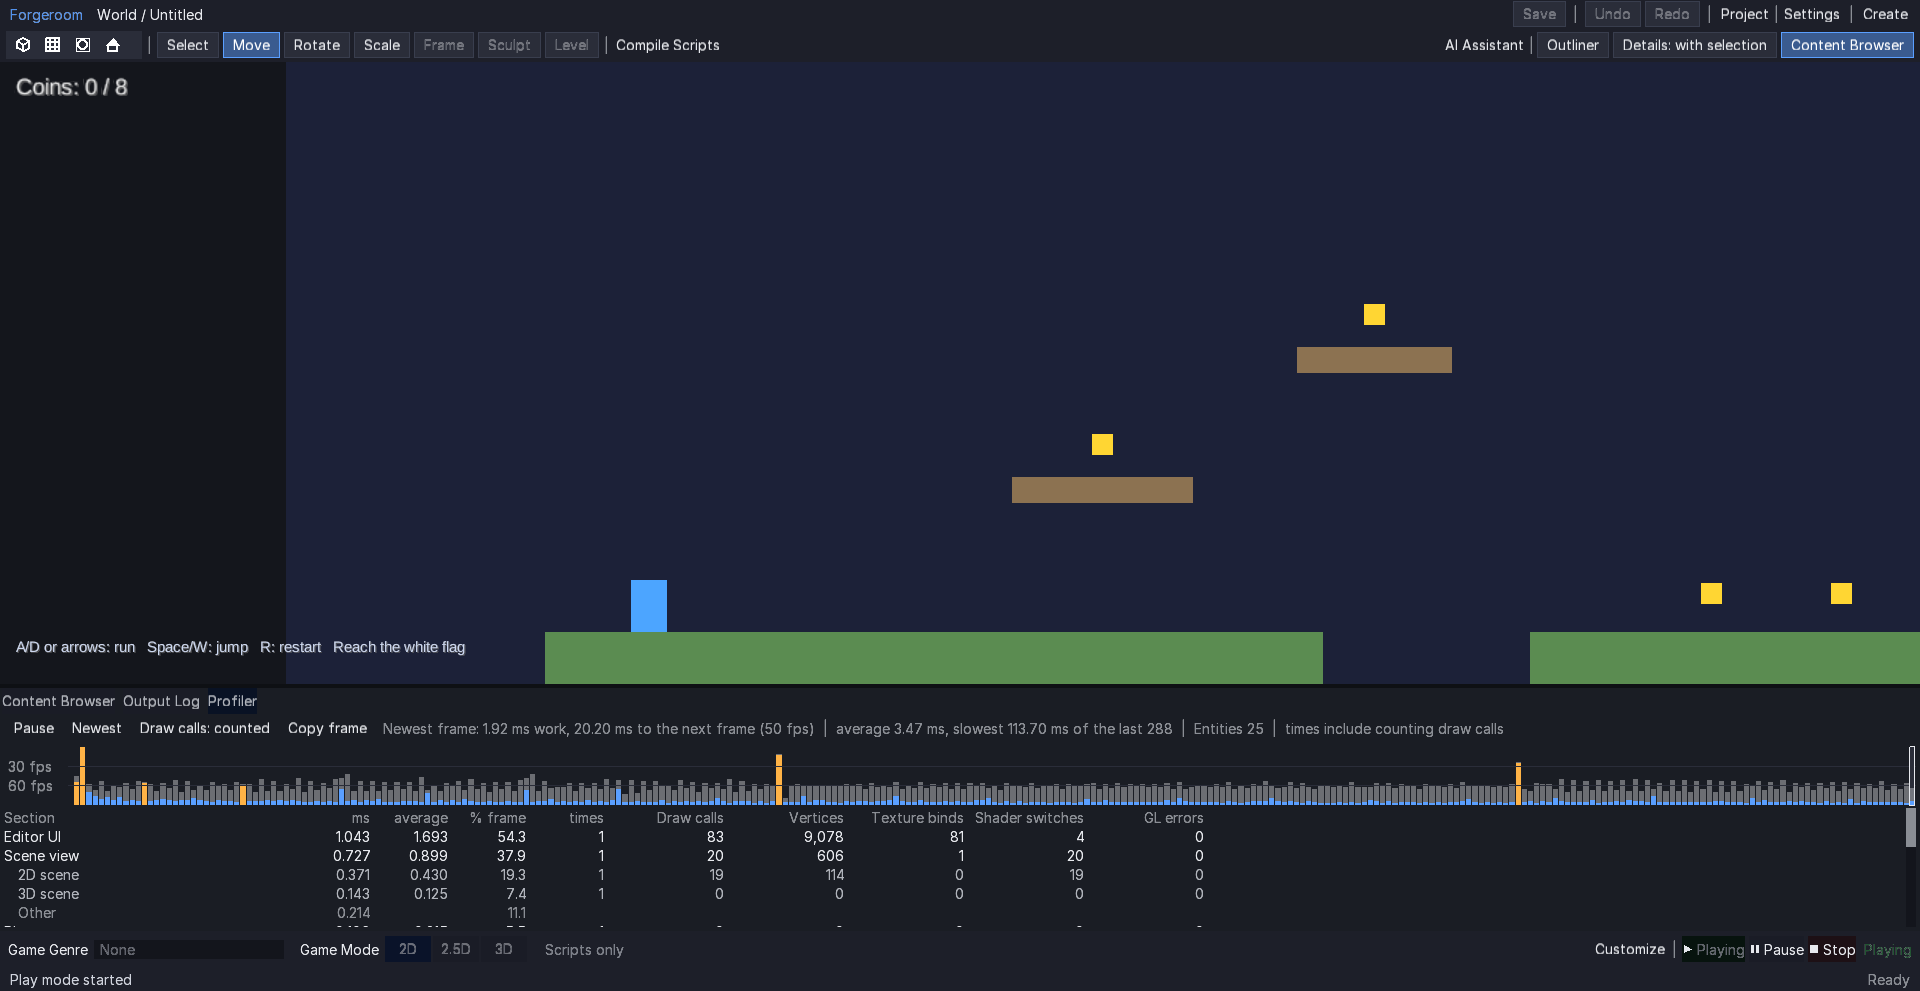 Forgeroom World / Untitled Save Undo Redo Project Settings Create
Select Move Rotate Scale Frame Sculpt Level Compile Scripts AI Assistant Outliner Details: with selection Content Browser
Coins: 0 / 8
A/D or arrows: run Space/W: jump R: restart Reach the white flag
Content Browser Output Log Profiler
Pause Newest Draw calls: counted Copy frame Newest frame: 1.92 ms work, 20.20 ms to the next frame (50 fps) | average 3.47 ms, slowest 113.70 ms of the last 288 | Entities 25 | times include counting draw calls
30 fps
60 fps
Section ms average % frame times Draw calls Vertices Texture binds Shader switches GL errors
Editor UI 1.043 1.693 54.3 1 83 9,078 81 4 0
Scene view 0.727 0.899 37.9 1 20 606 1 20 0
2D scene 0.371 0.430 19.3 1 19 114 0 19 0
3D scene 0.143 0.125 7.4 1 0 0 0 0 0
Other 0.214 11.1
Game Genre None Game Mode 2D 2.5D 3D Scripts only Customize Playing Pause Stop Playing
Play mode started Ready